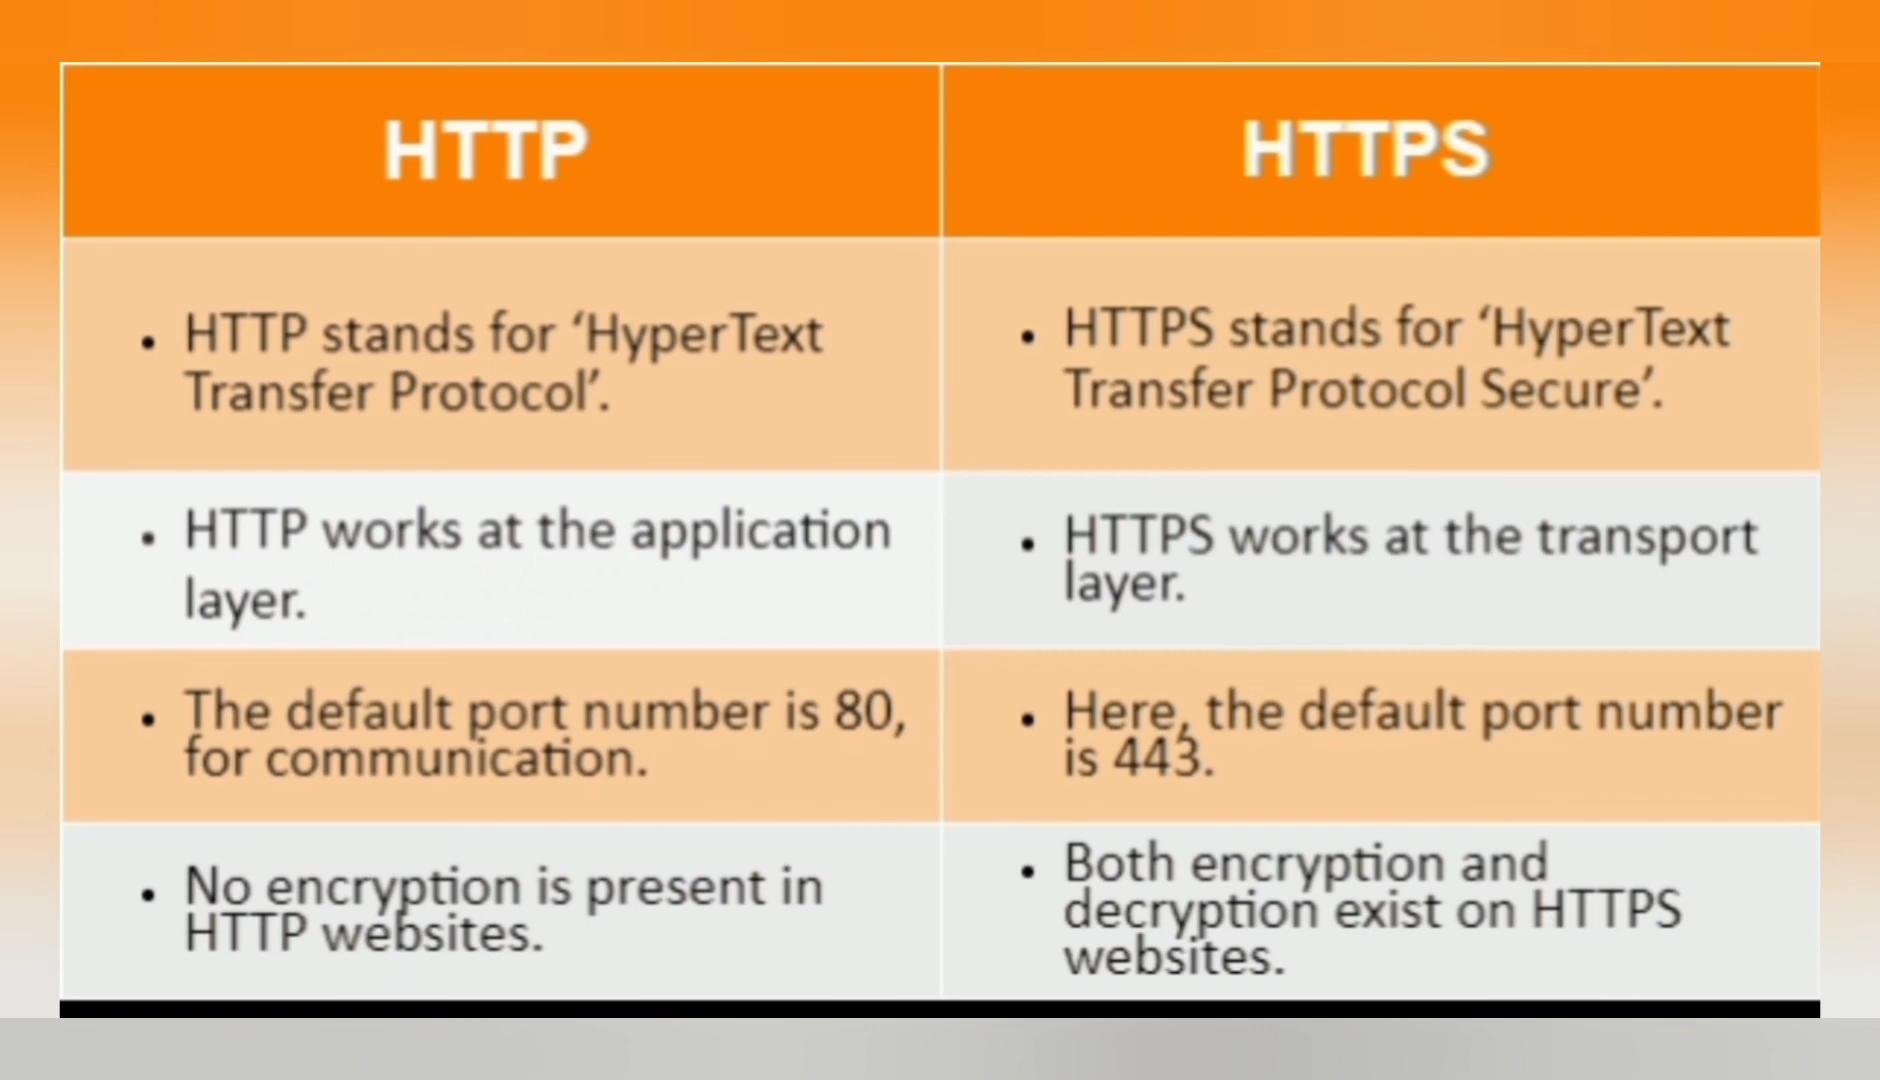 HTTP
HTTPS
• HTTP stands for ‘HyperText
Transfer Protocol’.
• HTTPS stands for ‘HyperText
Transfer Protocol Secure’.
• HTTP works at the application
layer.
• HTTPS works at the transport
layer.
• The default port number is 80,
for communication.
• Here, the default port number
is 443.
• No encryption is present in
HTTP websites.
• Both encryption and
decryption exist on HTTPS
websites.